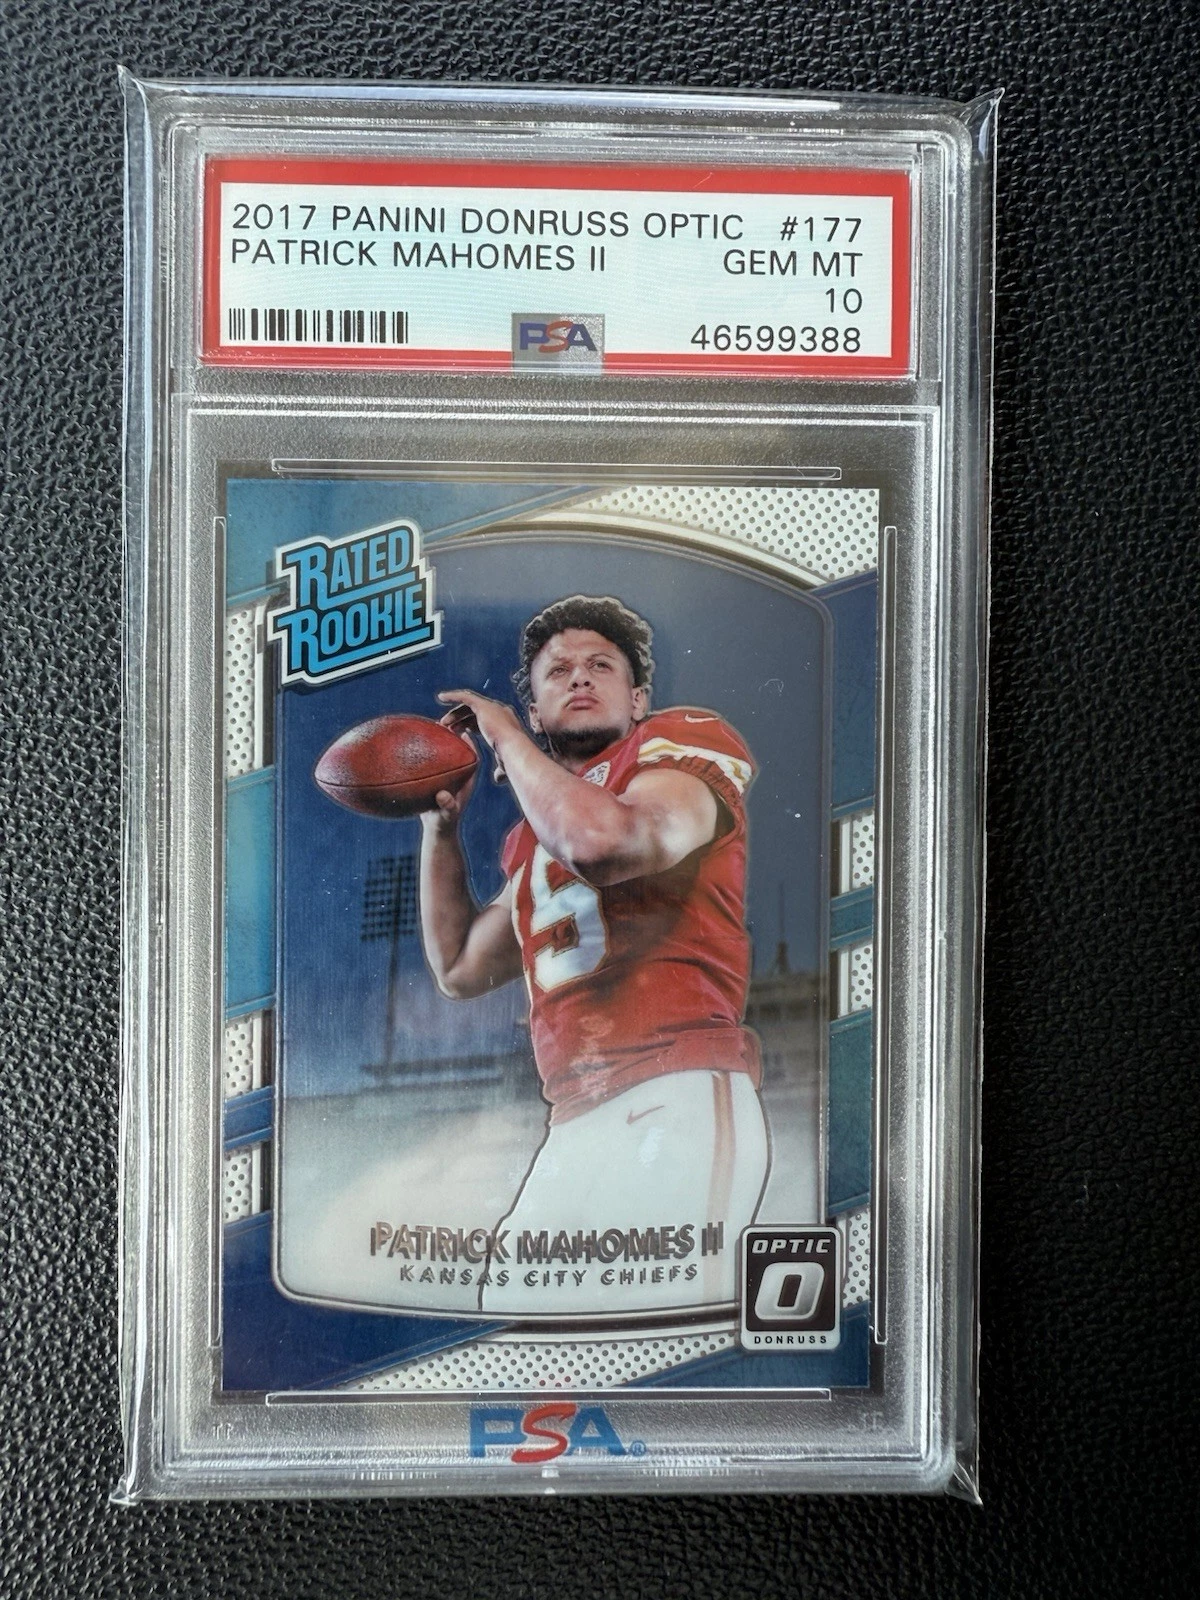 2017 PANINI DONRUSS OPTIC #177
PATRICK MAHOMES II GEM MT
10
PSA 46599388
RATED
ROOKIE
5
PATRICK MAHOMES II
KANSAS CITY CHIEFS
OPTIC
O
DONRUSS
PSA®